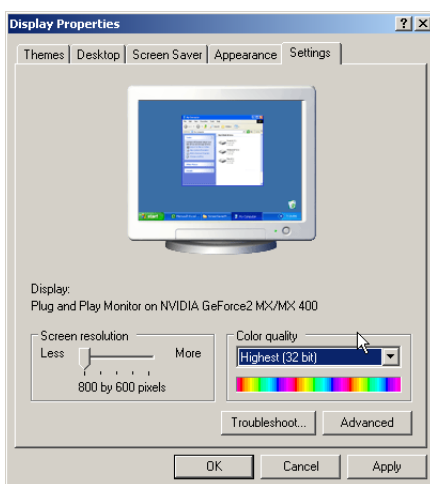 Display Properties
Themes Desktop Screen Saver Appearance Settings
Display:
Plug and Play Monitor on NVIDIA GeForce2 MX/MX 400
Screen resolution
Less More
800 by 600 pixels
Color quality
Highest (32 bit)
Troubleshoot... Advanced
OK Cancel Apply